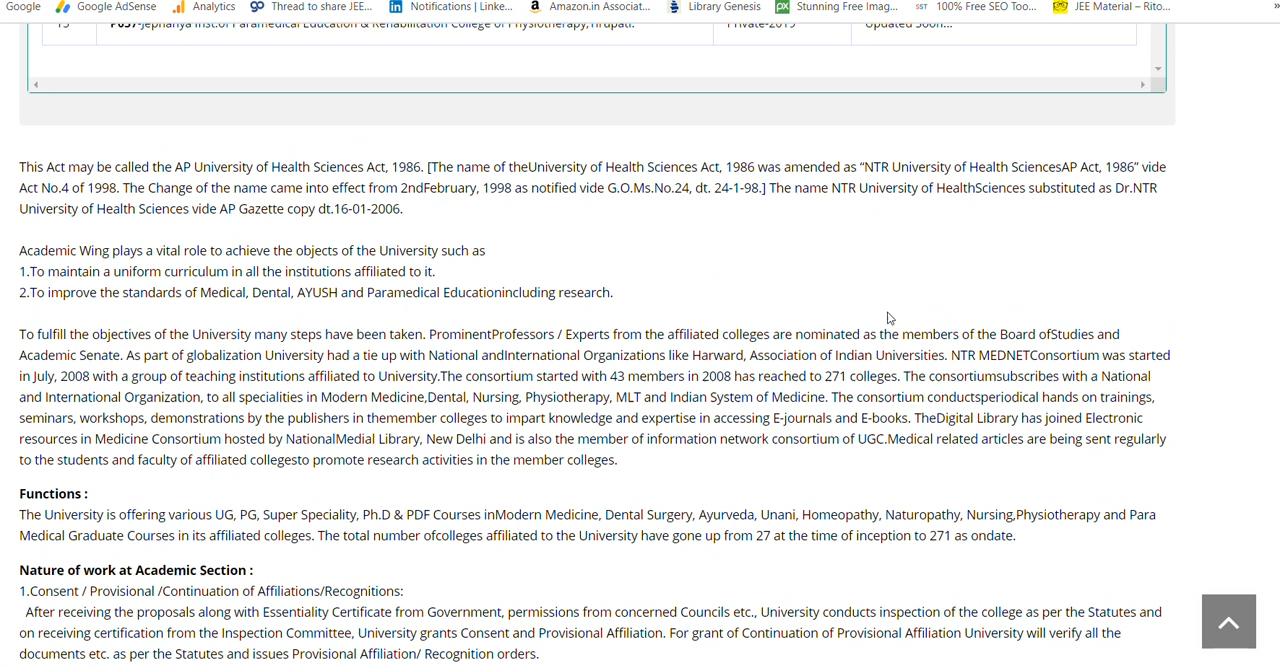 Google Google AdSense Analytics Thread to share JEE... Notifications | Linke... Amazon.in Associat... Library Genesis Stunning Free Imag... 100% Free SEO Too... JEE Material – Rito... »
Private-2019 Updated Soon...
This Act may be called the AP University of Health Sciences Act, 1986. [The name of theUniversity of Health Sciences Act, 1986 was amended as “NTR University of Health SciencesAP Act, 1986” vide
Act No.4 of 1998. The Change of the name came into effect from 2ndFebruary, 1998 as notified vide G.O.Ms.No.24, dt. 24-1-98.] The name NTR University of HealthSciences substituted as Dr.NTR
University of Health Sciences vide AP Gazette copy dt.16-01-2006.
Academic Wing plays a vital role to achieve the objects of the University such as
1.To maintain a uniform curriculum in all the institutions affiliated to it.
2.To improve the standards of Medical, Dental, AYUSH and Paramedical Educationincluding research.
To fulfill the objectives of the University many steps have been taken. ProminentProfessors / Experts from the affiliated colleges are nominated as the members of the Board ofStudies and
Academic Senate. As part of globalization University had a tie up with National andInternational Organizations like Harward, Association of Indian Universities. NTR MEDNETConsortium was started
in July, 2008 with a group of teaching institutions affiliated to University.The consortium started with 43 members in 2008 has reached to 271 colleges. The consortiumsubscribes with a National
and International Organization, to all specialities in Modern Medicine,Dental, Nursing, Physiotherapy, MLT and Indian System of Medicine. The consortium conductsperiodical hands on trainings,
seminars, workshops, demonstrations by the publishers in themember colleges to impart knowledge and expertise in accessing E-journals and E-books. TheDigital Library has joined Electronic
resources in Medicine Consortium hosted by NationalMedial Library, New Delhi and is also the member of information network consortium of UGC.Medical related articles are being sent regularly
to the students and faculty of affiliated collegesto promote research activities in the member colleges.
Functions :
The University is offering various UG, PG, Super Speciality, Ph.D & PDF Courses inModern Medicine, Dental Surgery, Ayurveda, Unani, Homeopathy, Naturopathy, Nursing,Physiotherapy and Para
Medical Graduate Courses in its affiliated colleges. The total number ofcolleges affiliated to the University have gone up from 27 at the time of inception to 271 as ondate.
Nature of work at Academic Section :
1.Consent / Provisional /Continuation of Affiliations/Recognitions:
After receiving the proposals along with Essentiality Certificate from Government, permissions from concerned Councils etc., University conducts inspection of the college as per the Statutes and
on receiving certification from the Inspection Committee, University grants Consent and Provisional Affiliation. For grant of Continuation of Provisional Affiliation University will verify all the
documents etc. as per the Statutes and issues Provisional Affiliation/ Recognition orders.